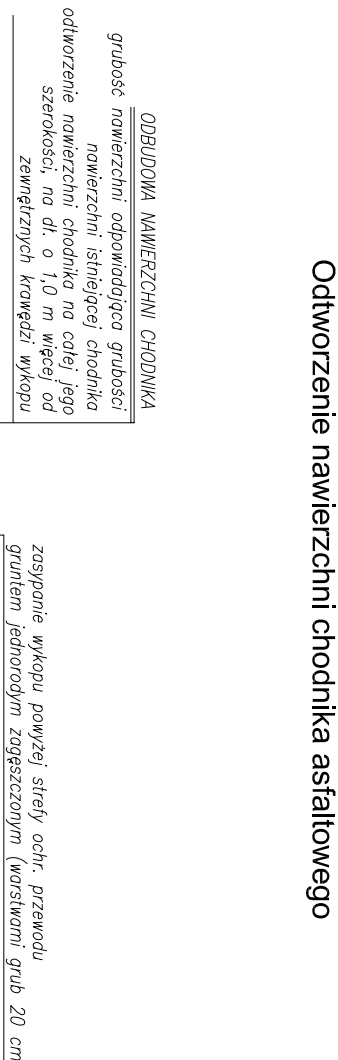 Odtworzenie nawierzchni chodnika asfaltowego
ODBUDOWA NAWIERZCHNI CHODNIKA
grubość nawierzchni odpowiadająca grubości
nawierzchni istniejącej chodnika
odtworzenie nawierzchni chodnika na całej jego
szerokości, na dł. o 1,0 m więcej od
zewnętrznych krawędzi wykopu
zasypanie wykopu powyżej strefy ochr. przewodu
gruntem jednorodym zagęszczonym (warstwami grub 20 cm